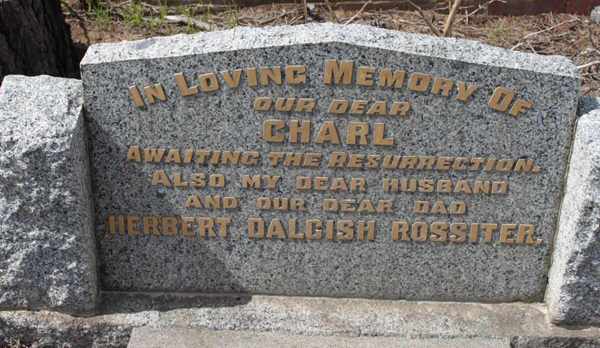 IN LOVING MEMORY OF
OUR DEAR
CHARL
AWAITING THE RESURRECTION.
ALSO MY DEAR HUSBAND
AND OUR DEAR DAD
HERBERT DALGISH ROSSITER.